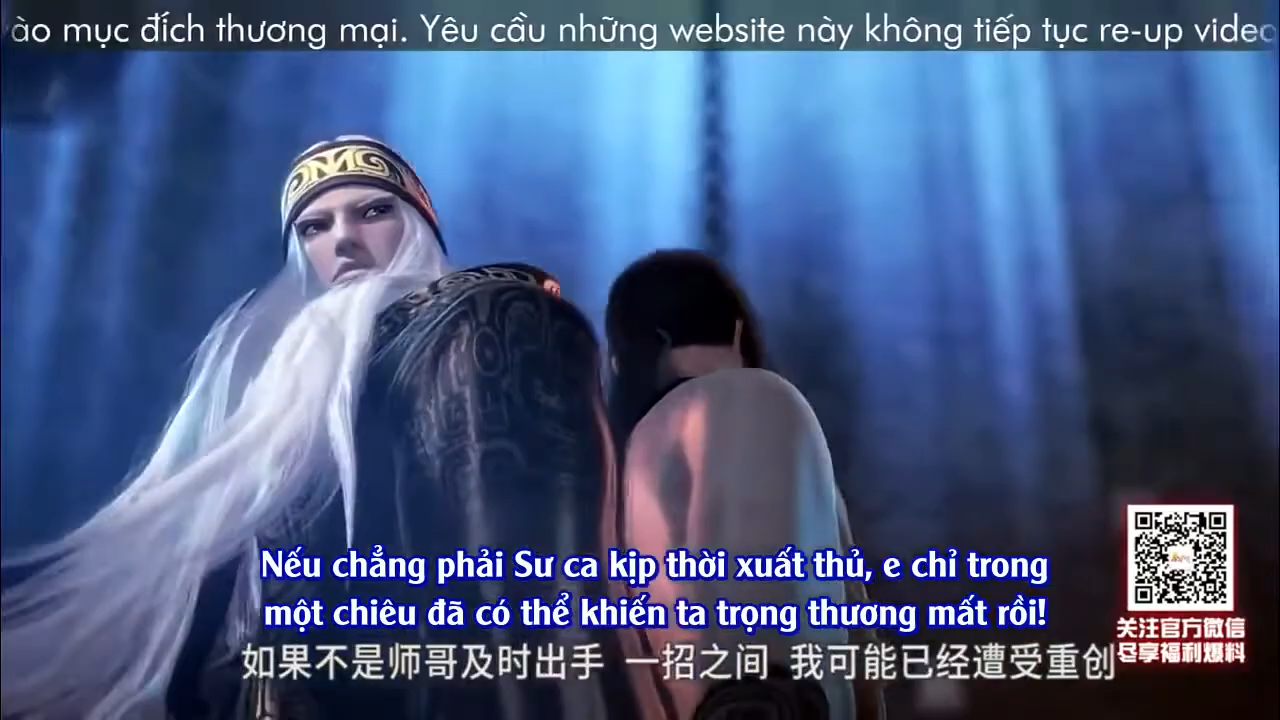 vào mục đích thương mại. Yêu cầu những website này không tiếp tục re-up video
Nếu chẳng phải Sư ca kịp thời xuất thủ, e chỉ trong
một chiêu đã có thể khiến ta trọng thương mất rồi!
如果不是师哥及时出手 一招之间 我可能已经遭受重创
关注官方微信
尽享福利爆料